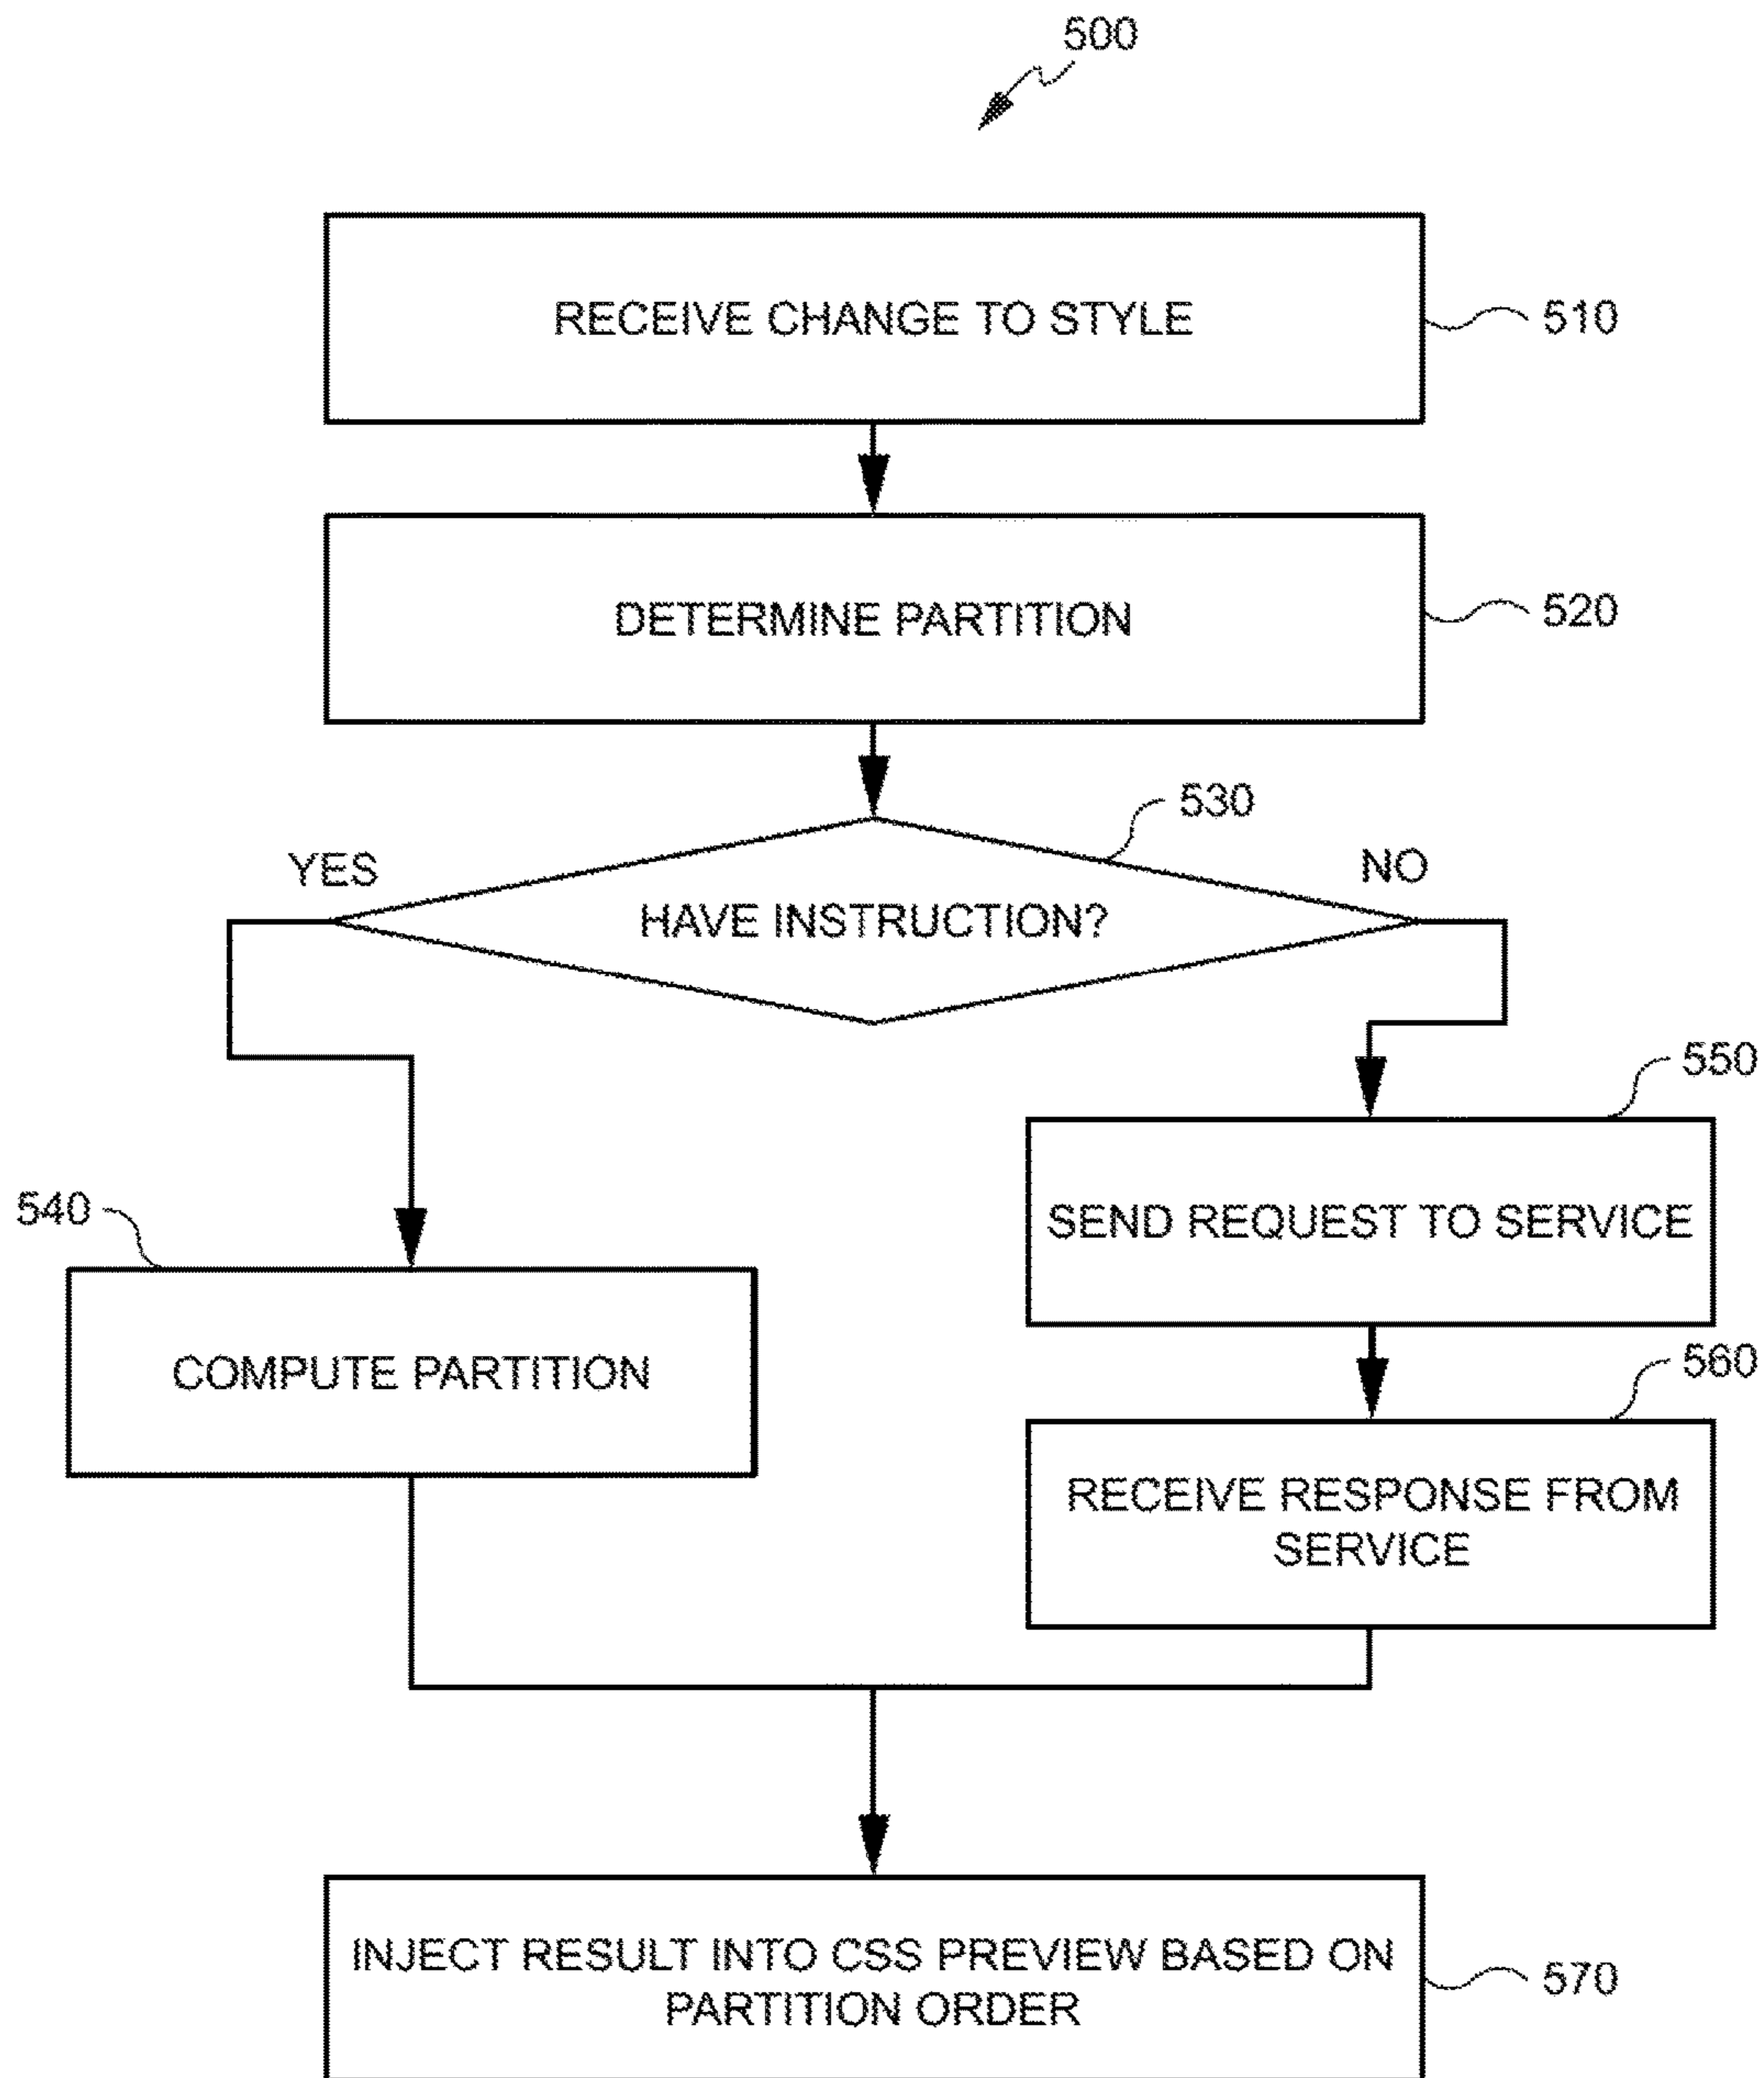 500
RECEIVE CHANGE TO STYLE
510
DETERMINE PARTITION
520
530
YES
NO
HAVE INSTRUCTION?
550
SEND REQUEST TO SERVICE
540
COMPUTE PARTITION
560
RECEIVE RESPONSE FROM
SERVICE
INJECT RESULT INTO CSS PREVIEW BASED ON
PARTITION ORDER
570